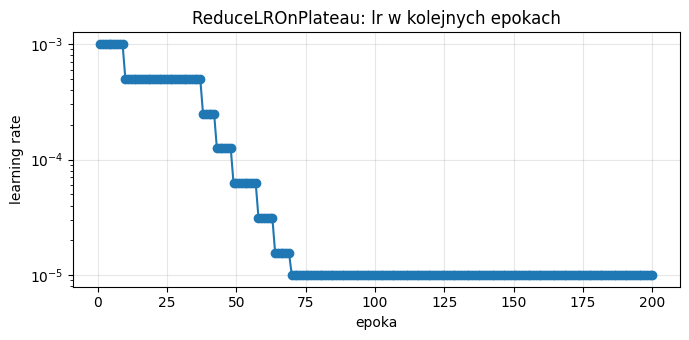 ReduceLROnPlateau: lr w kolejnych epokach
learning rate
10⁻³
10⁻⁴
10⁻⁵
0 25 50 75 100 125 150 175 200
epoka